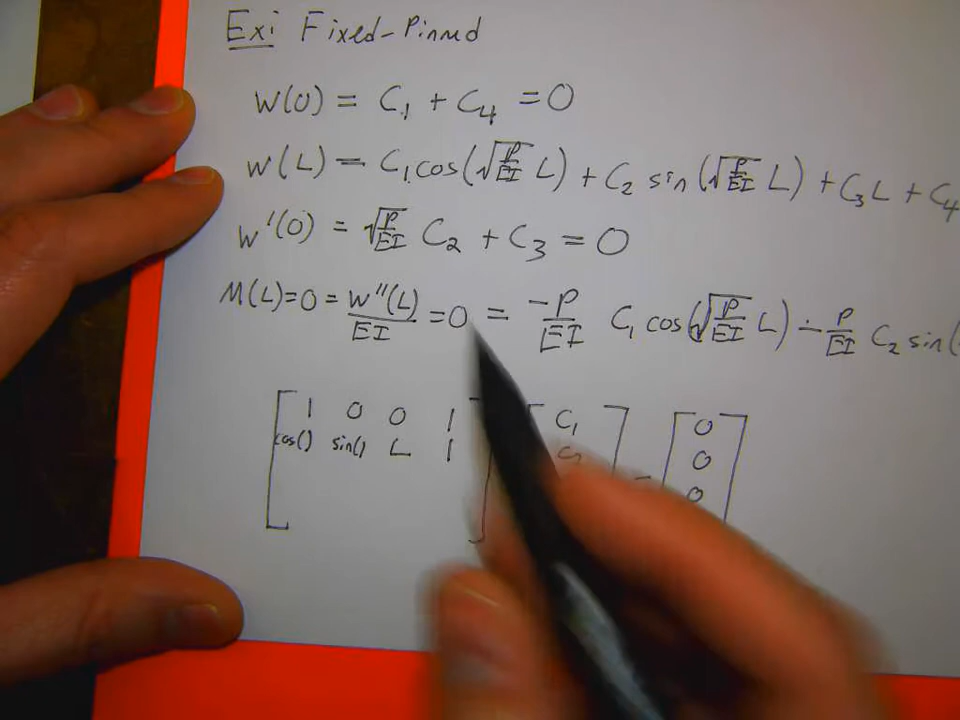 Ex: Fixed-Pinned
w(0) = C₁ + C₄ = 0
w(L) = C₁cos(√(P/EI) L) + C₂ sin(√(P/EI) L) + C₃L + C₄
w'(0) = √(P/EI) C₂ + C₃ = 0
M(L)=0 = w''(L)/EI =0 = -P/EI C₁ cos(√(P/EI) L) - P/EI C₂ sin(
1 0 0 1 C₁ 0
cos() sin() L 1 0
0